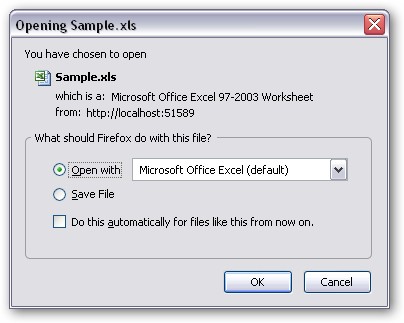 Opening Sample.xls
You have chosen to open
Sample.xls
which is a: Microsoft Office Excel 97-2003 Worksheet
from: http://localhost:51589
What should Firefox do with this file?
Open with Microsoft Office Excel (default)
Save File
Do this automatically for files like this from now on.
OK Cancel